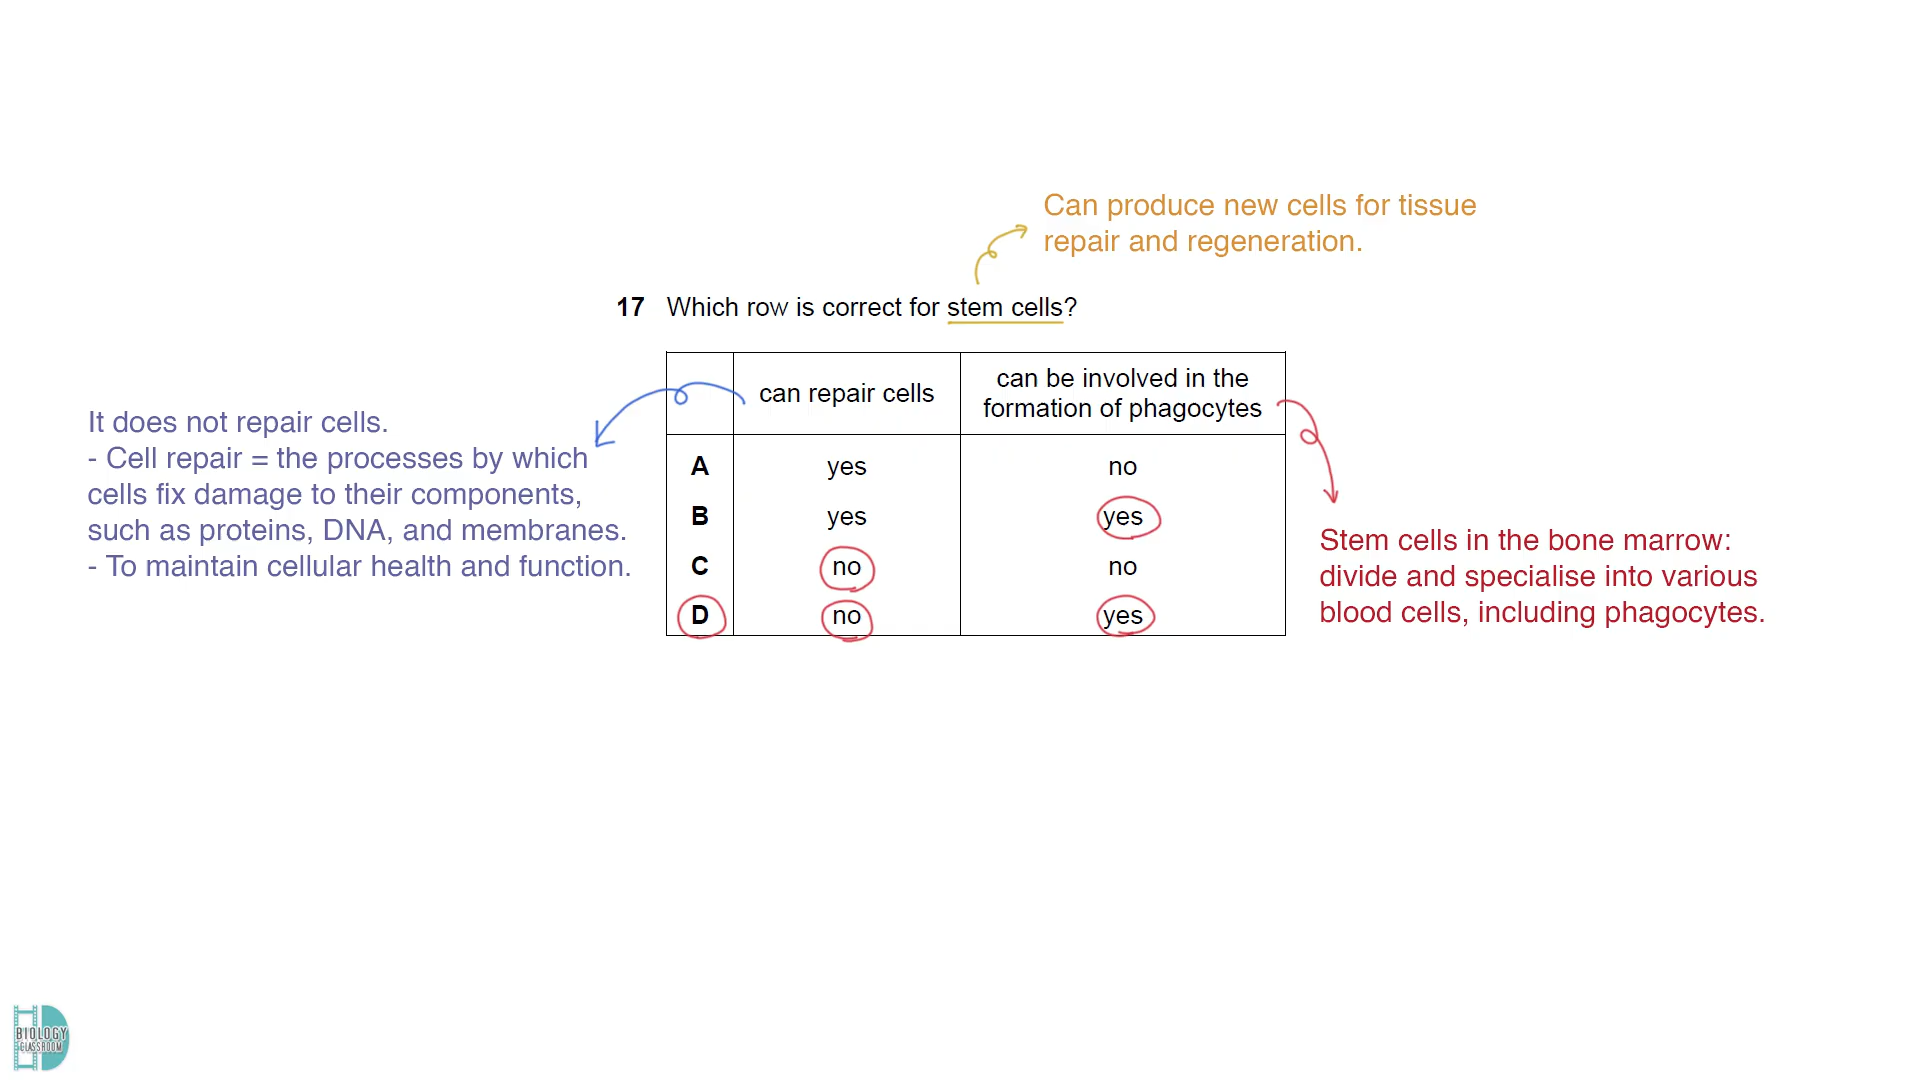 Can produce new cells for tissue
repair and regeneration.
17 Which row is correct for stem cells?
can repair cells
can be involved in the
formation of phagocytes
A yes no
B yes yes
C no no
D no yes
It does not repair cells.
- Cell repair = the processes by which
cells fix damage to their components,
such as proteins, DNA, and membranes.
- To maintain cellular health and function.
Stem cells in the bone marrow:
divide and specialise into various
blood cells, including phagocytes.
BIOLOGY
CLASSROOM